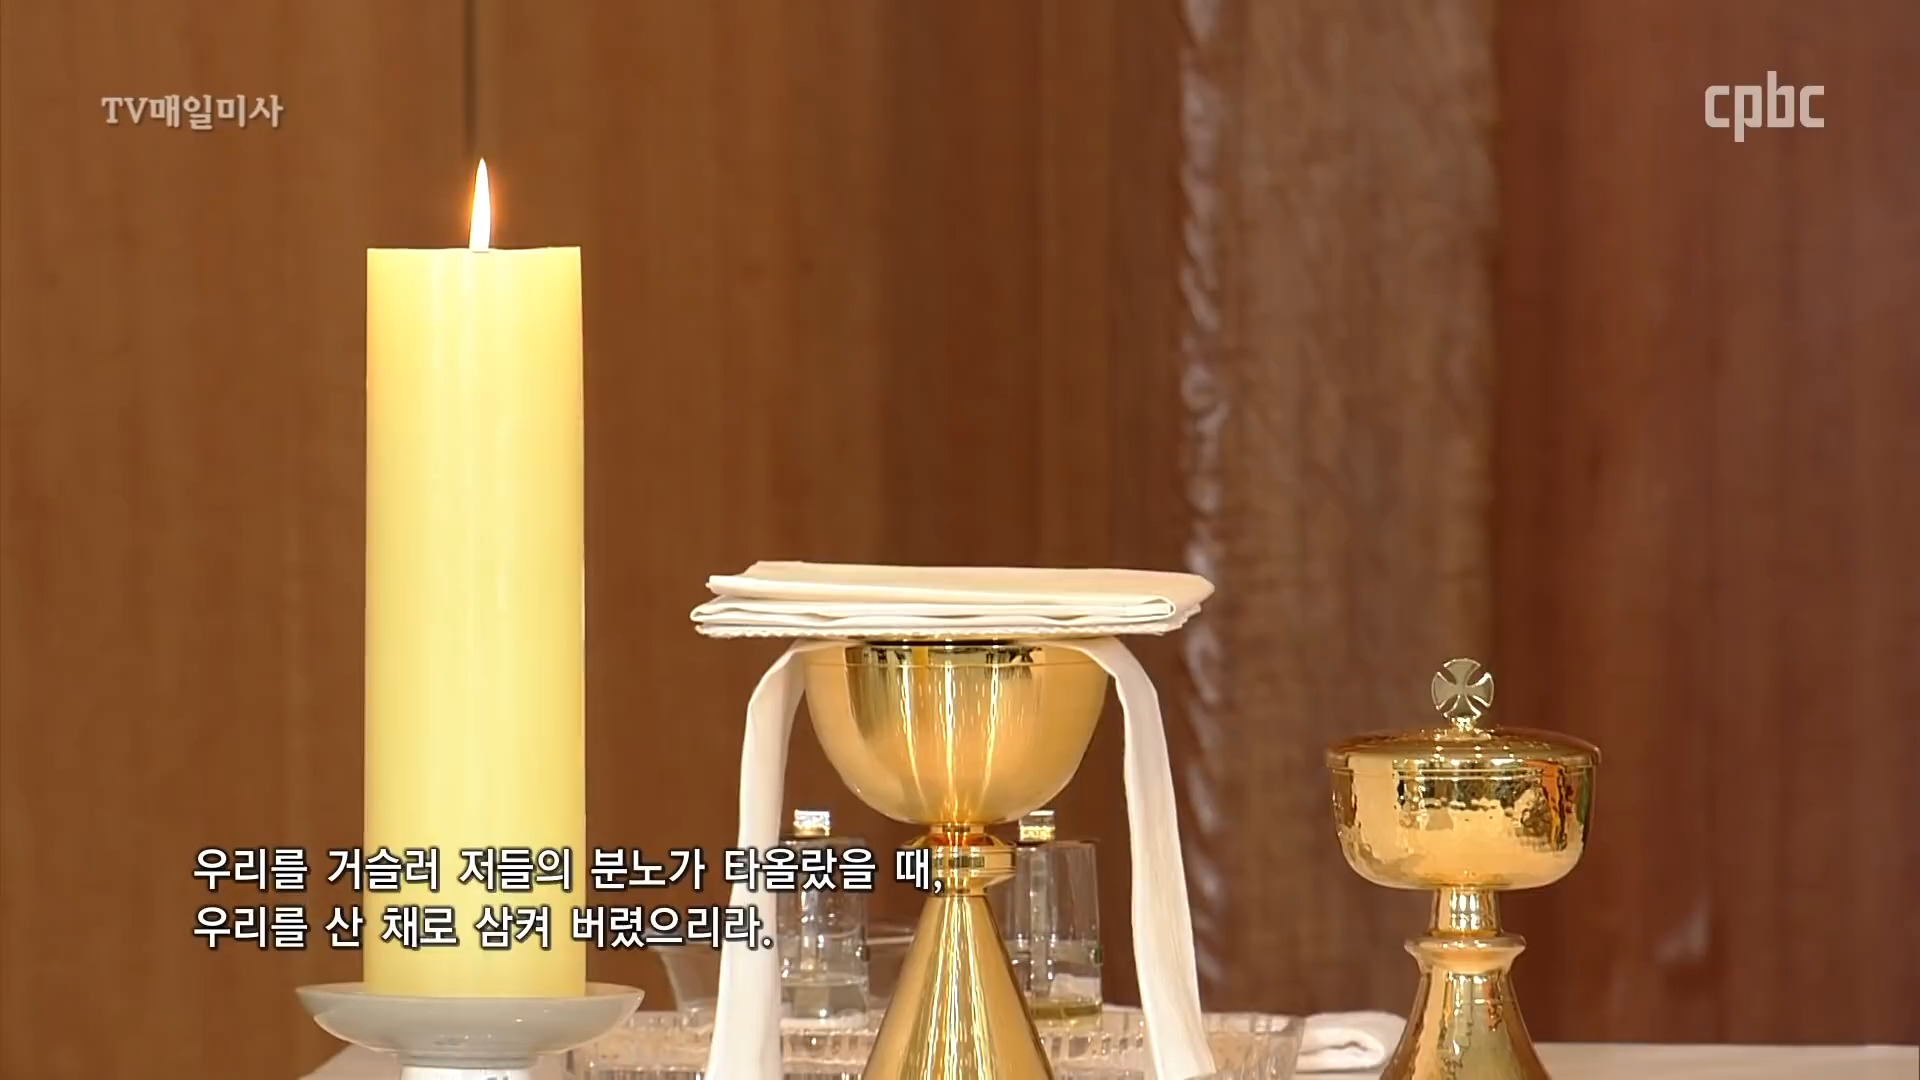 TV매일미사
cpbc
우리를 거슬러 저들의 분노가 타올랐을 때,
우리를 산 채로 삼켜 버렸으리라.